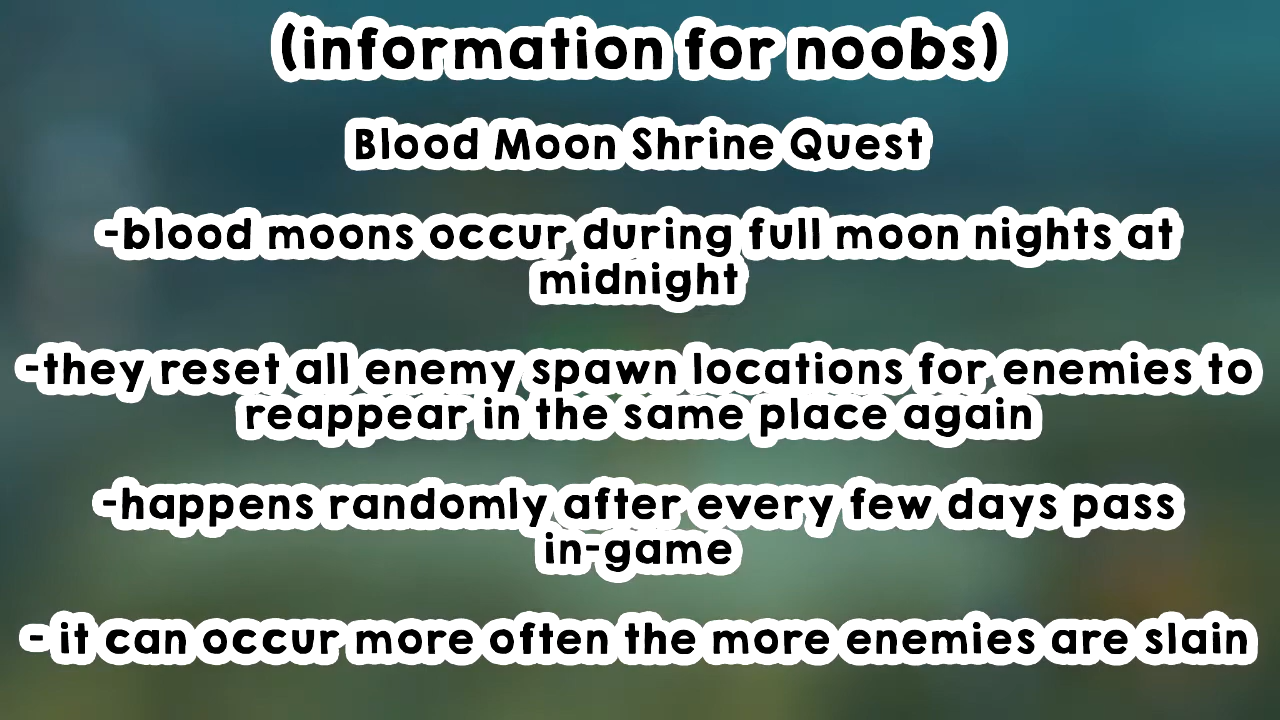 (information for noobs)
Blood Moon Shrine Quest
-blood moons occur during full moon nights at
midnight
-they reset all enemy spawn locations for enemies to
reappear in the same place again
-happens randomly after every few days pass
in-game
- it can occur more often the more enemies are slain